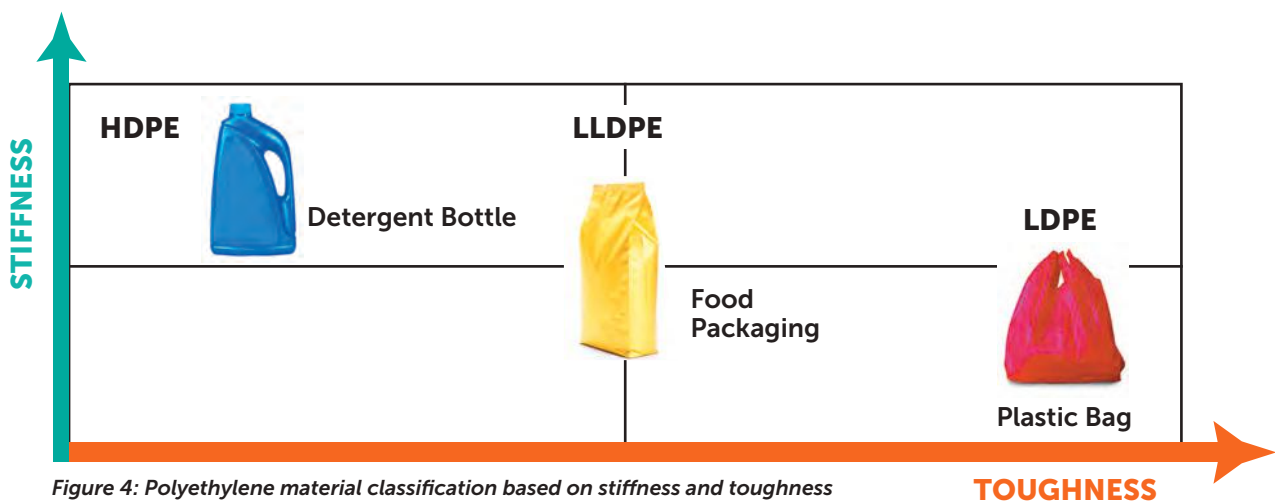 STIFFNESS
HDPE
LLDPE
Detergent Bottle
LDPE
Food
Packaging
Plastic Bag
Figure 4: Polyethylene material classification based on stiffness and toughness
TOUGHNESS